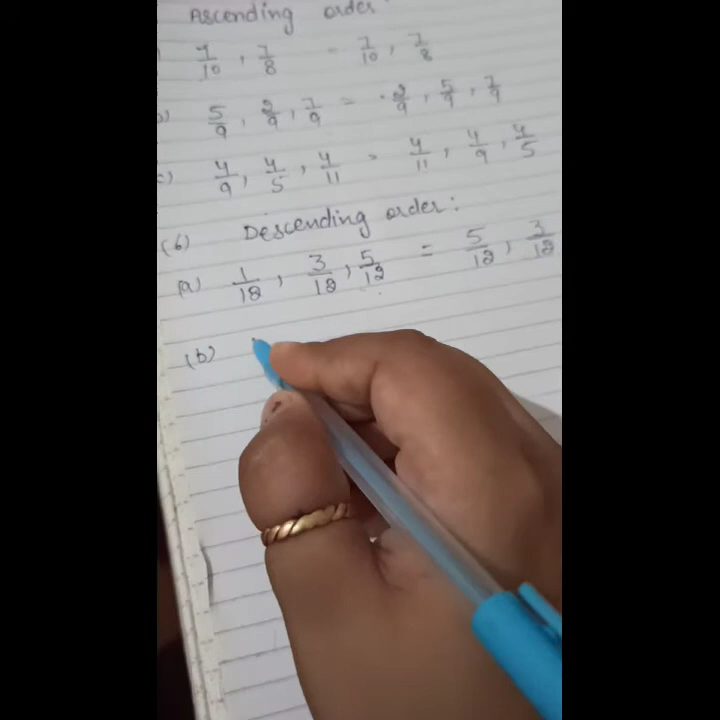 Ascending order
7/10, 7/8 = 7/10, 7/8
5/9, 2/9, 7/9 = 2/9, 5/9, 7/9
c) 4/9, 4/5, 4/11 = 4/11, 4/9, 4/5
(6) Descending order:
(a) 1/12, 3/12, 5/12 = 5/12, 3/12
(b)